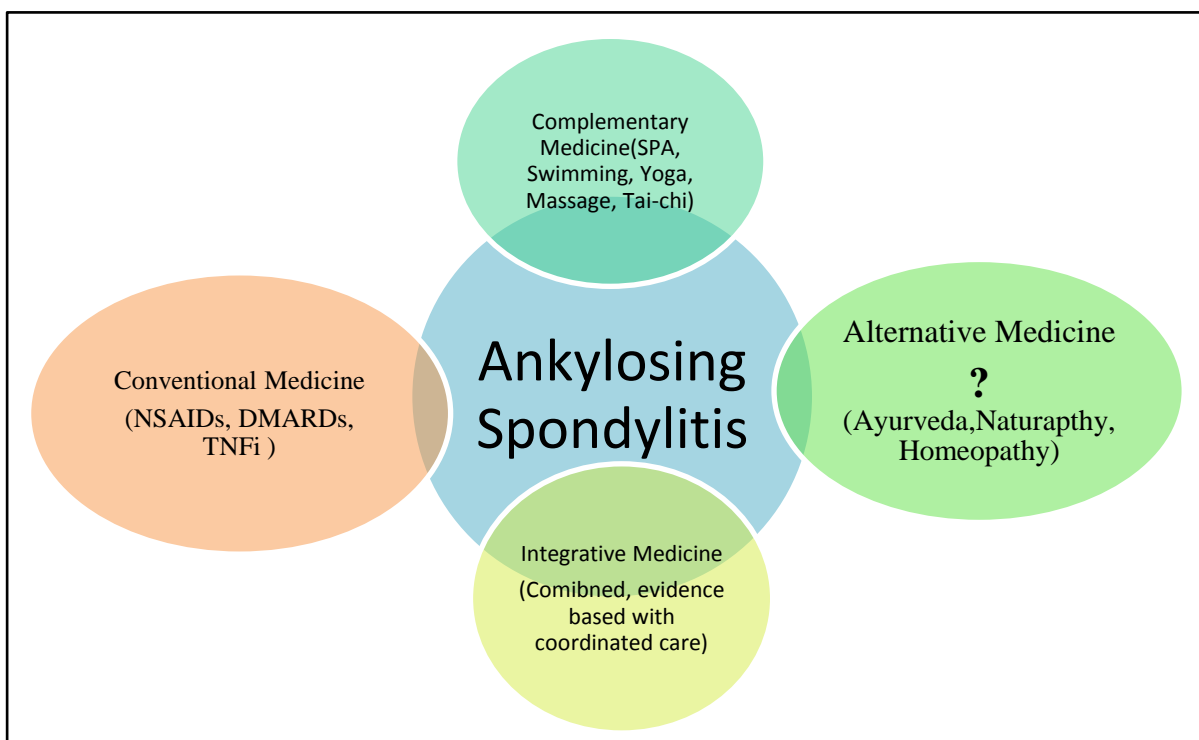 Complementary
Medicine(SPA,
Swimming, Yoga,
Massage, Tai-chi)
Conventional Medicine
(NSAIDs, DMARDs,
TNFi )
Ankylosing
Spondylitis
Alternative Medicine
?
(Ayurveda,Naturapthy,
Homeopathy)
Integrative Medicine
(Comibned, evidence
based with
coordinated care)